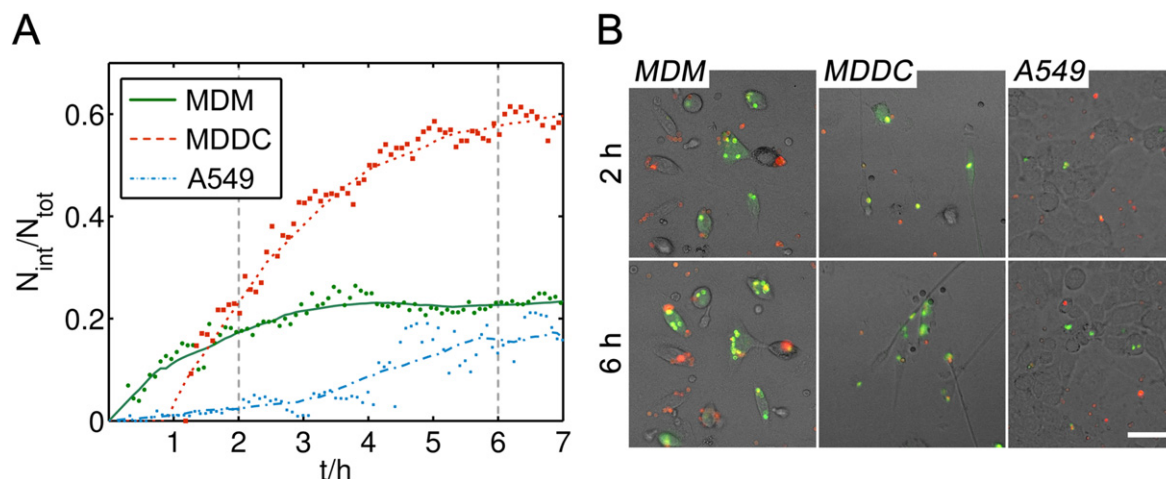 A
N_int/N_tot
0.6
0.4
0.2
0
MDM
MDDC
A549
1 2 3 4 5 6 7
t/h
B
MDM MDDC A549
2 h
6 h